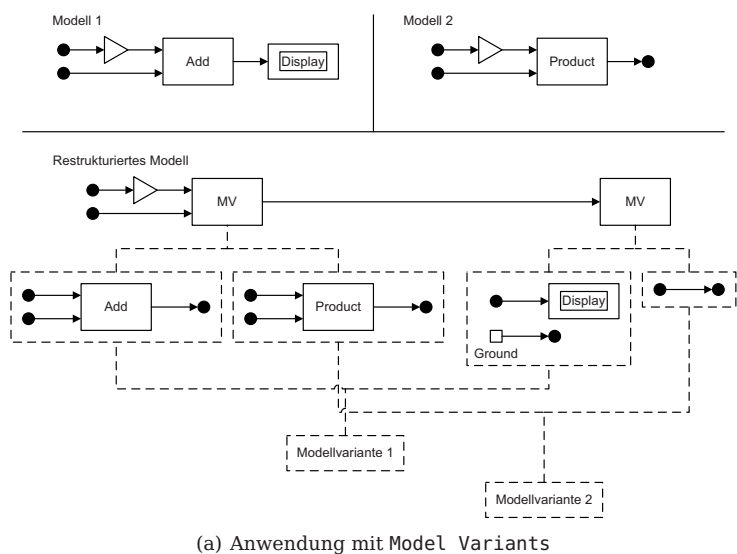 Modell 1
Modell 2
Add
Display
Product
Restrukturiertes Modell
MV
MV
Add
Product
Display
Ground
Modellvariante 1
Modellvariante 2
(a) Anwendung mit Model Variants